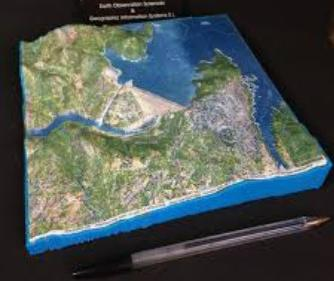 Earth Observation Sciences
&
Geographic Information Systems S.L.